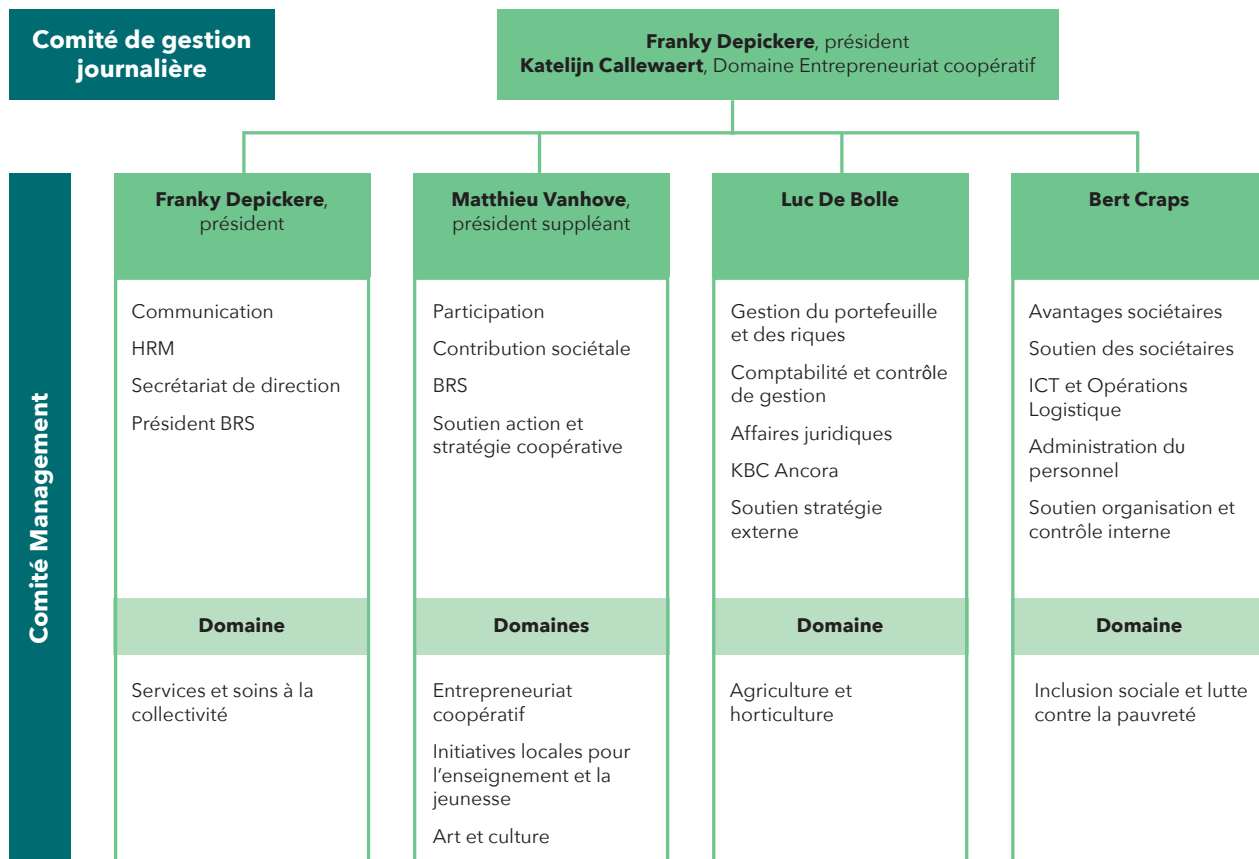 Comité de gestion
journalière
Franky Depickere, président
Katelijn Callewaert, Domaine Entrepreneuriat coopératif
Comité Management
Franky Depickere,
président
Communication
HRM
Secrétariat de direction
Président BRS
Domaine
Services et soins à la
collectivité
Matthieu Vanhove,
président suppléant
Participation
Contribution sociétale
BRS
Soutien action et
stratégie coopérative
Domaines
Entrepreneuriat
coopératif
Initiatives locales pour
l’enseignement et la
jeunesse
Art et culture
Luc De Bolle
Gestion du portefeuille
et des riques
Comptabilité et contrôle
de gestion
Affaires juridiques
KBC Ancora
Soutien stratégie
externe
Domaine
Agriculture et
horticulture
Bert Craps
Avantages sociétaires
Soutien des sociétaires
ICT et Opérations
Logistique
Administration du
personnel
Soutien organisation et
contrôle interne
Domaine
Inclusion sociale et lutte
contre la pauvreté